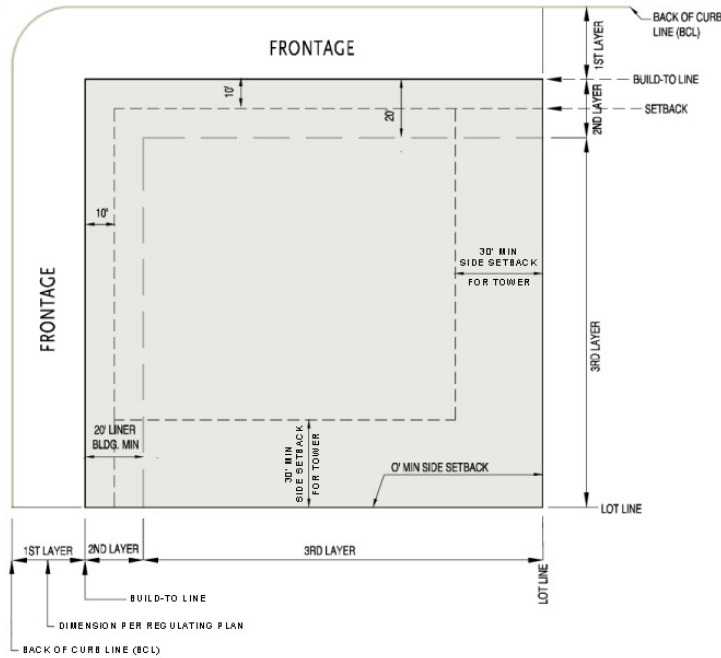 BACK OF CURB
LINE (BCL)
1ST LAYER
FRONTAGE
BUILD-TO LINE
10'
20'
2ND LAYER
SETBACK
10'
30' MIN
SIDE SETBACK
FOR TOWER
FRONTAGE
3RD LAYER
20' LINER
BLDG. MIN
30' MIN
SIDE SETBACK
FOR TOWER
O' MIN SIDE SETBACK
LOT LINE
1ST LAYER
2ND LAYER
3RD LAYER
LOT LINE
BUILD-TO LINE
DIMENSION PER REGULATING PLAN
BACK OF CURB LINE (BCL)